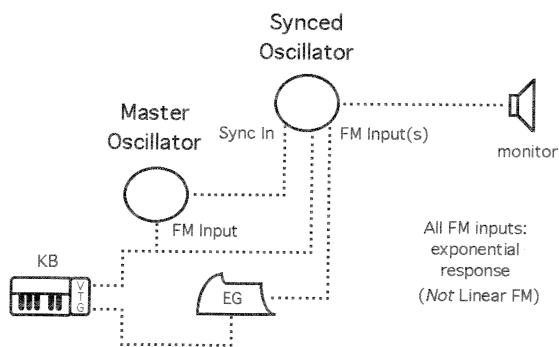 Synced
Oscillator
Master
Oscillator
Sync In
FM Input(s)
monitor
FM Input
All FM inputs:
exponential
response
(Not Linear FM)
KB
V
T
G
EG